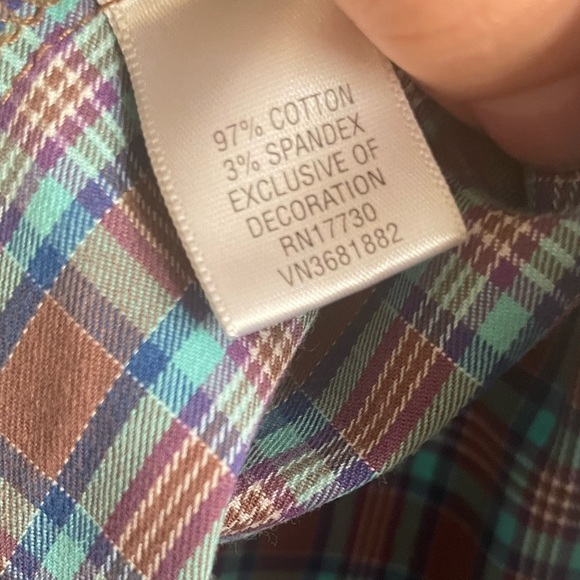 97% COTTON
3% SPANDEX
EXCLUSIVE OF
DECORATION
RN17730
VN3681882